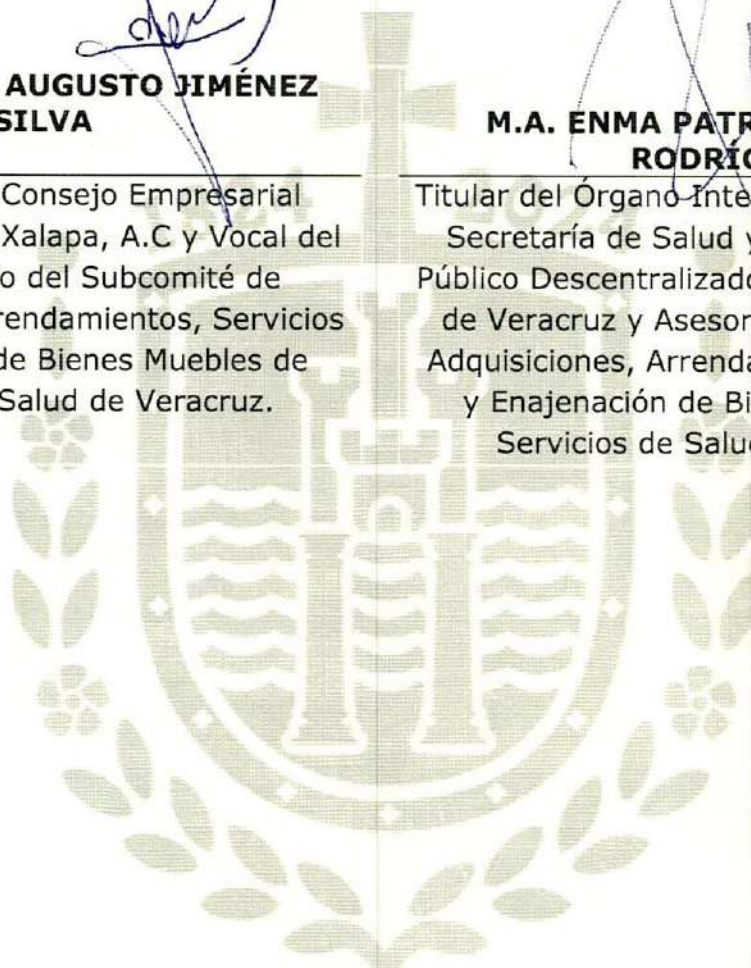 AUGUSTO JIMÉNEZ
SILVA
Consejo Empresarial
Xalapa, A.C y Vocal del
o del Subcomité de
rendamientos, Servicios
de Bienes Muebles de
Salud de Veracruz.
M.A. ENMA PATR
RODRÍG
Titular del Órgano Inte
Secretaría de Salud y
Público Descentralizado
de Veracruz y Asesor
Adquisiciones, Arrenda
y Enajenación de Bi
Servicios de Salud